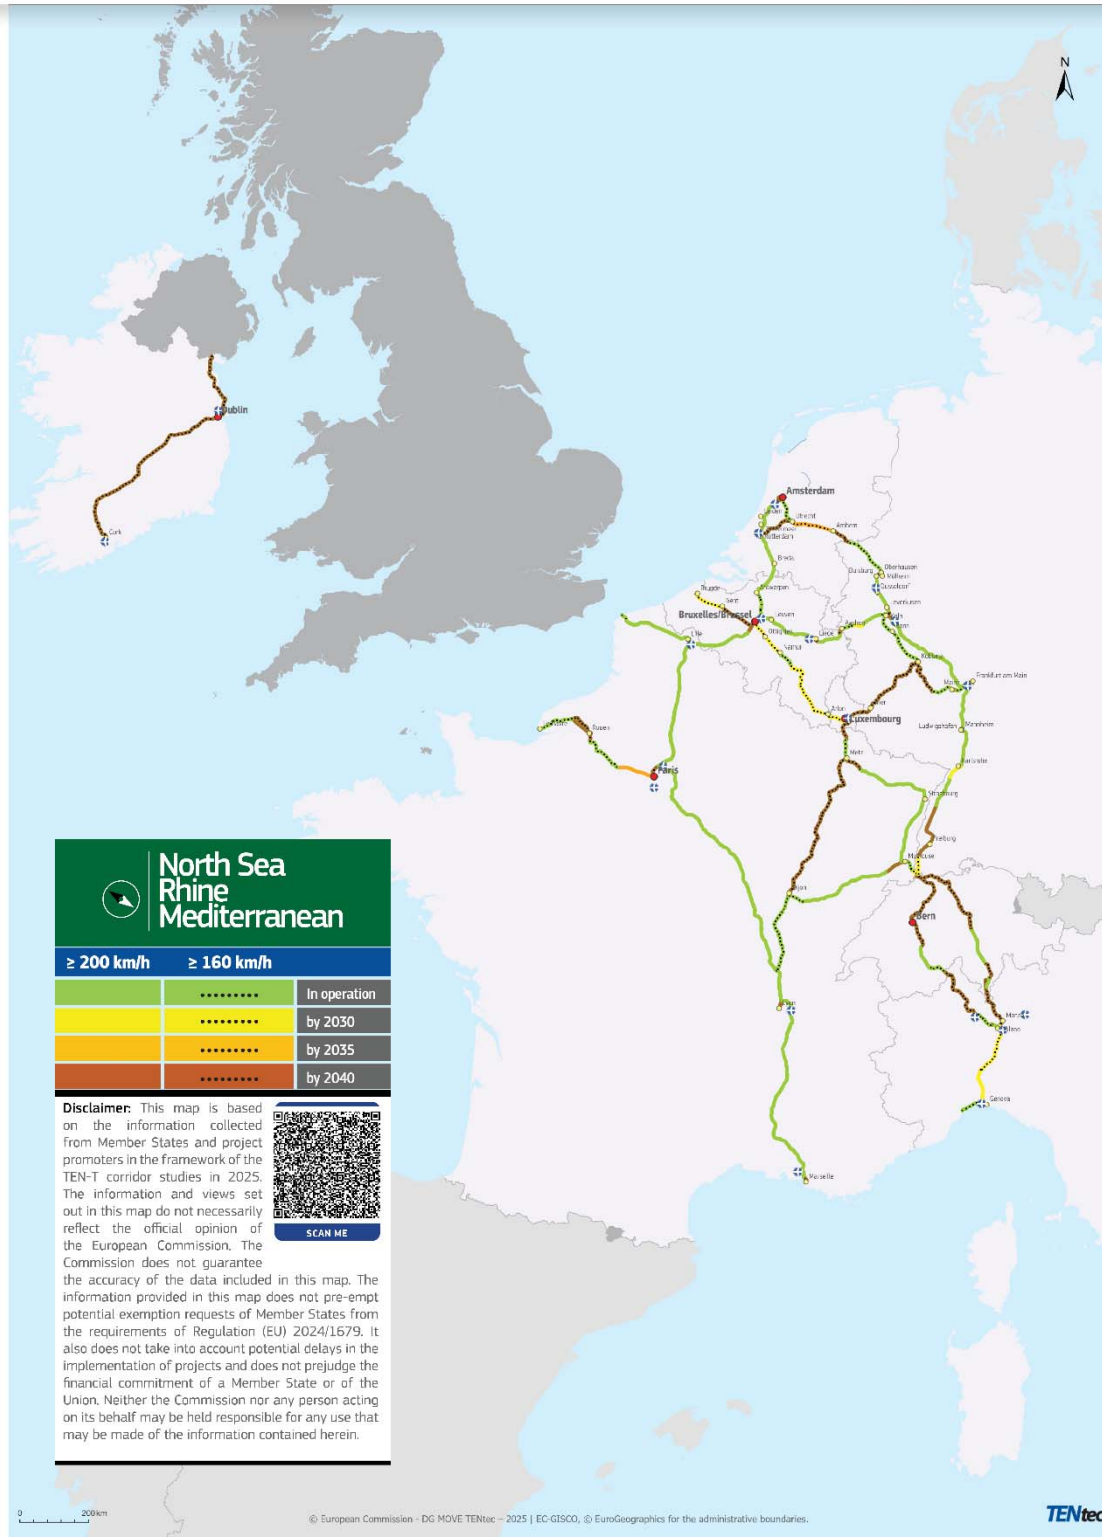 N
Dublin
Cork
Amsterdam
Utrecht
Arnhem
Rotterdam
Breda
Oberhausen
Duisburg
Mülheim
Düsseldorf
Brugge
Gent
Antwerpen
Leverkusen
Bruxelles/Brussel
Leuven
Köln
Aachen
Liège
Lille
Namur
Koblenz
Frankfurt am Main
Mainz
Arlon
Trier
Luxembourg
Ludwigshafen
Mannheim
Rouen
Metz
Karlsruhe
Paris
Strasbourg
Freiburg
Mulhouse
Dijon
Bern
Lyon
Milano
Genova
Marseille
North Sea
Rhine
Mediterranean
≥ 200 km/h ≥ 160 km/h
In operation
by 2030
by 2035
by 2040
Disclaimer: This map is based
on the information collected
from Member States and project
promoters in the framework of the
TEN-T corridor studies in 2025.
The information and views set
out in this map do not necessarily
reflect the official opinion of
the European Commission. The
Commission does not guarantee
the accuracy of the data included in this map. The
information provided in this map does not pre-empt
potential exemption requests of Member States from
the requirements of Regulation (EU) 2024/1679. It
also does not take into account potential delays in the
implementation of projects and does not prejudge the
financial commitment of a Member State or of the
Union. Neither the Commission nor any person acting
on its behalf may be held responsible for any use that
may be made of the information contained herein.
SCAN ME
0 200 km
© European Commission - DG MOVE TENtec - 2025 | EC-GISCO, © EuroGeographics for the administrative boundaries.
TENtec